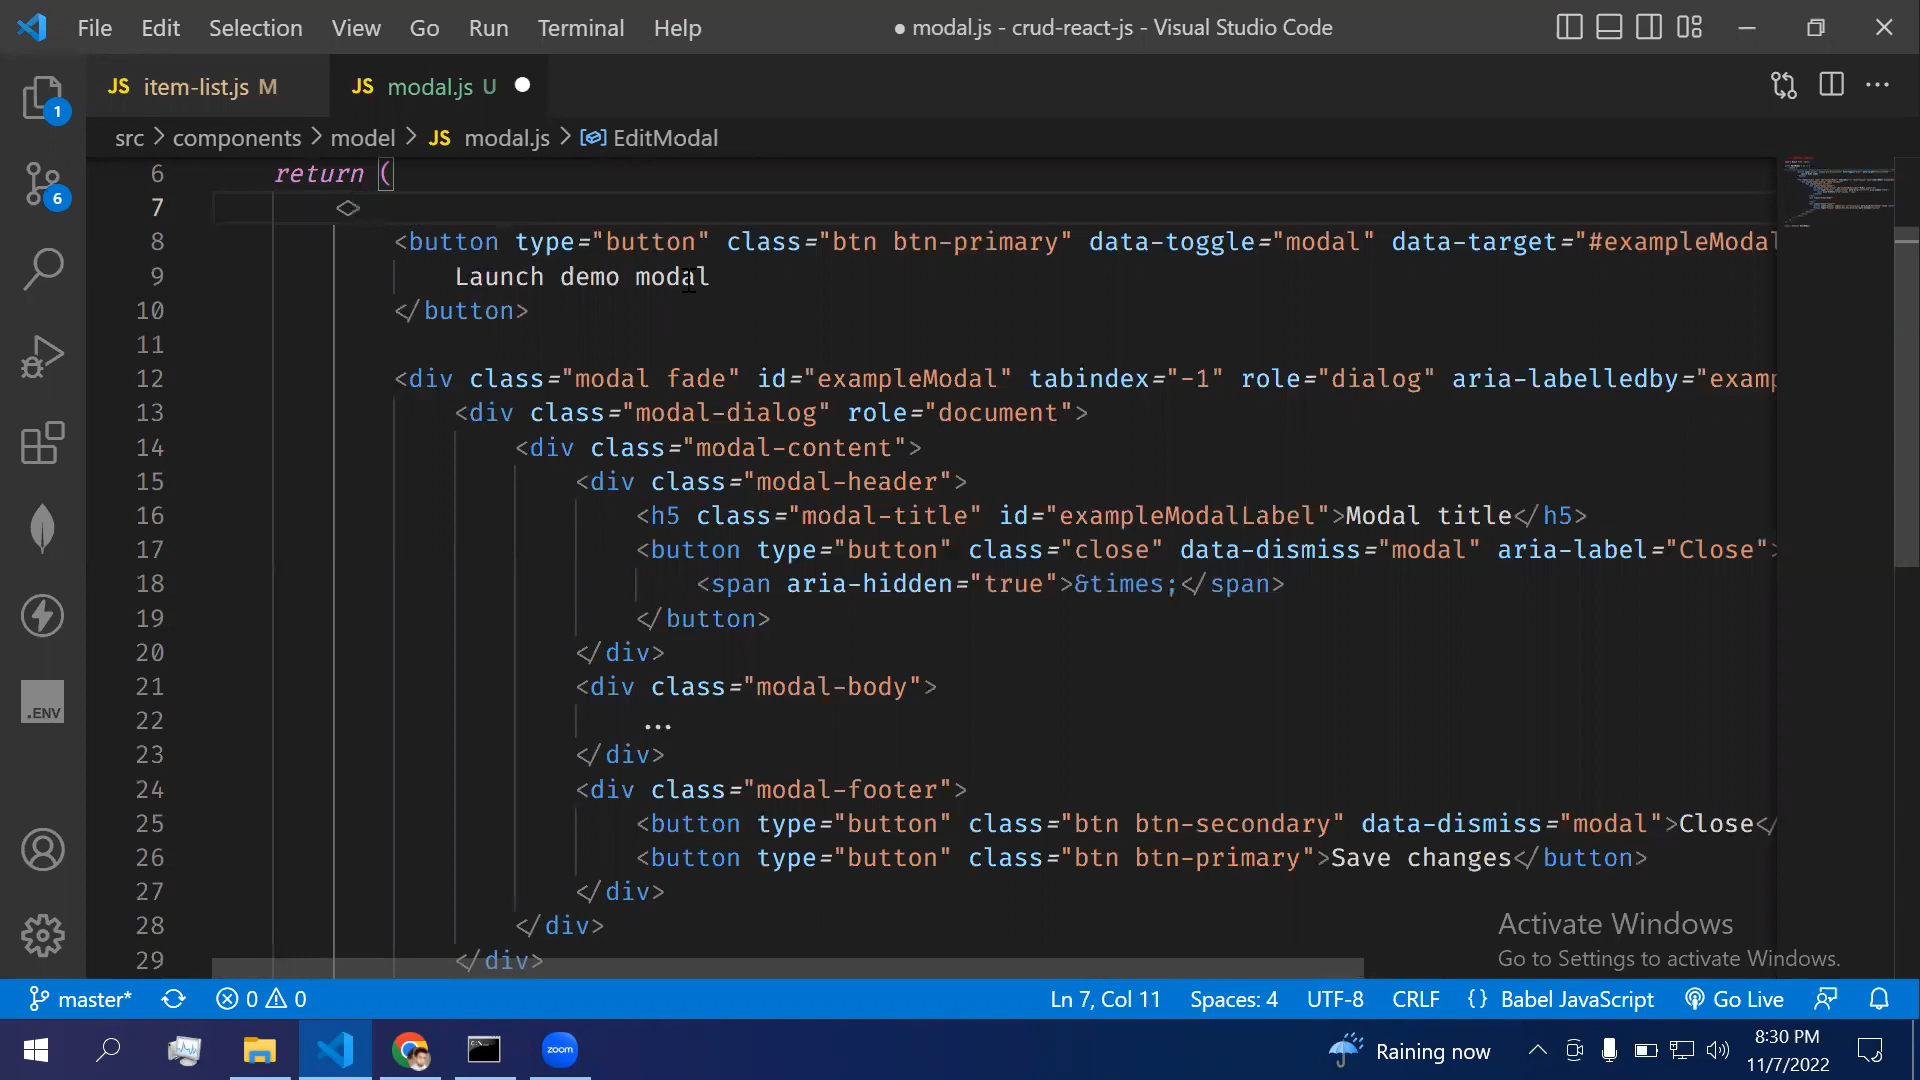 File Edit Selection View Go Run Terminal Help ● modal.js - crud-react-js - Visual Studio Code
JS item-list.js M JS modal.js U
1
src > components > model > JS modal.js > EditModal
6 return (
7 <>
6
8 <button type="button" class="btn btn-primary" data-toggle="modal" data-target="#exampleModal
9 Launch demo modal
10 </button>
11
12 <div class="modal fade" id="exampleModal" tabindex="-1" role="dialog" aria-labelledby="examp
13 <div class="modal-dialog" role="document">
14 <div class="modal-content">
15 <div class="modal-header">
16 <h5 class="modal-title" id="exampleModalLabel">Modal title</h5>
17 <button type="button" class="close" data-dismiss="modal" aria-label="Close">
18 <span aria-hidden="true">&times;</span>
19 </button>
20 </div>
21 <div class="modal-body">
22 ...
.ENV
23 </div>
24 <div class="modal-footer">
25 <button type="button" class="btn btn-secondary" data-dismiss="modal">Close</
26 <button type="button" class="btn btn-primary">Save changes</button>
27 </div>
28 </div>
29 </div>
Activate Windows
Go to Settings to activate Windows.
master* 0 0 Ln 7, Col 11 Spaces: 4 UTF-8 CRLF {} Babel JavaScript Go Live
zoom Raining now 8:30 PM
11/7/2022